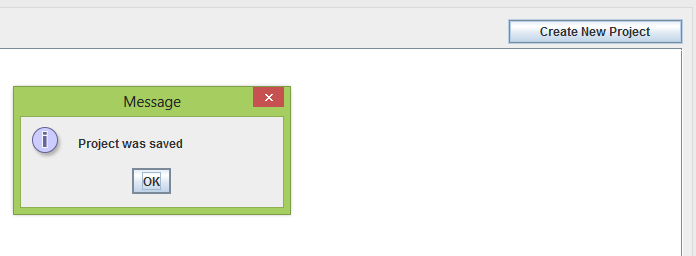 Create New Project
Message
Project was saved
OK